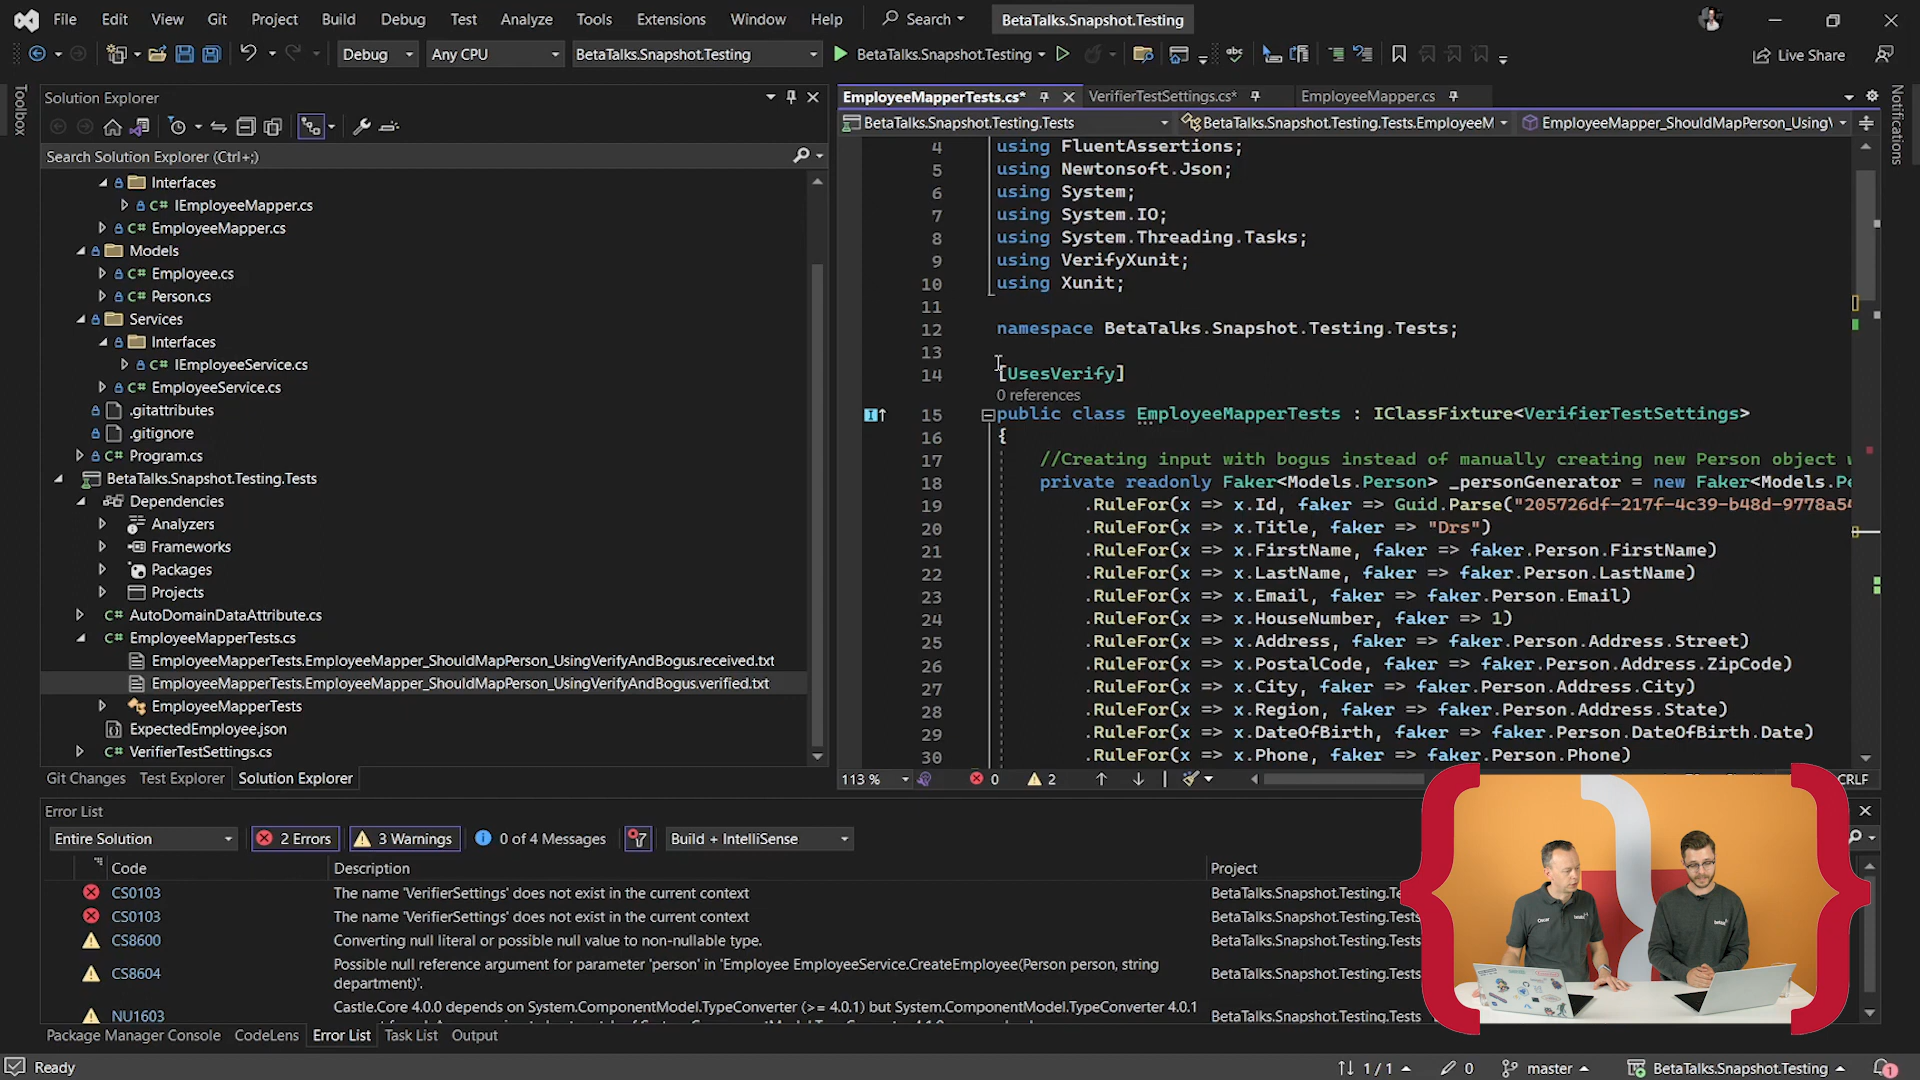 File Edit View Git Project Build Debug Test Analyze Tools Extensions Window Help Search BetaTalks.Snapshot.Testing
Debug Any CPU BetaTalks.Snapshot.Testing BetaTalks.Snapshot.Testing Live Share
Toolbox
Solution Explorer
Search Solution Explorer (Ctrl+;)
Interfaces
C# IEmployeeMapper.cs
C# EmployeeMapper.cs
Models
C# Employee.cs
C# Person.cs
Services
Interfaces
C# IEmployeeService.cs
C# EmployeeService.cs
.gitattributes
.gitignore
C# Program.cs
BetaTalks.Snapshot.Testing.Tests
Dependencies
Analyzers
Frameworks
Packages
Projects
C# AutoDomainDataAttribute.cs
C# EmployeeMapperTests.cs
EmployeeMapperTests.EmployeeMapper_ShouldMapPerson_UsingVerifyAndBogus.received.txt
EmployeeMapperTests.EmployeeMapper_ShouldMapPerson_UsingVerifyAndBogus.verified.txt
EmployeeMapperTests
ExpectedEmployee.json
C# VerifierTestSettings.cs
Git Changes Test Explorer Solution Explorer
EmployeeMapperTests.cs* VerifierTestSettings.cs* EmployeeMapper.cs
BetaTalks.Snapshot.Testing.Tests BetaTalks.Snapshot.Testing.Tests.EmployeeM EmployeeMapper_ShouldMapPerson_UsingV
Notifications
4 using FluentAssertions;
5 using Newtonsoft.Json;
6 using System;
7 using System.IO;
8 using System.Threading.Tasks;
9 using VerifyXunit;
10 using Xunit;
11
12 namespace BetaTalks.Snapshot.Testing.Tests;
13
14 [UsesVerify]
0 references
15 public class EmployeeMapperTests : IClassFixture<VerifierTestSettings>
16 {
17 //Creating input with bogus instead of manually creating new Person object w
18 private readonly Faker<Models.Person> _personGenerator = new Faker<Models.Pe
19 .RuleFor(x => x.Id, faker => Guid.Parse("205726df-217f-4c39-b48d-9778a54
20 .RuleFor(x => x.Title, faker => "Drs")
21 .RuleFor(x => x.FirstName, faker => faker.Person.FirstName)
22 .RuleFor(x => x.LastName, faker => faker.Person.LastName)
23 .RuleFor(x => x.Email, faker => faker.Person.Email)
24 .RuleFor(x => x.HouseNumber, faker => 1)
25 .RuleFor(x => x.Address, faker => faker.Person.Address.Street)
26 .RuleFor(x => x.PostalCode, faker => faker.Person.Address.ZipCode)
27 .RuleFor(x => x.City, faker => faker.Person.Address.City)
28 .RuleFor(x => x.Region, faker => faker.Person.Address.State)
29 .RuleFor(x => x.DateOfBirth, faker => faker.Person.DateOfBirth.Date)
30 .RuleFor(x => x.Phone, faker => faker.Person.Phone)
113 % 0 2 CRLF
Error List
Entire Solution 2 Errors 3 Warnings 0 of 4 Messages Build + IntelliSense
Code Description Project
CS0103 The name 'VerifierSettings' does not exist in the current context BetaTalks.Snapshot.Testing.Te
CS0103 The name 'VerifierSettings' does not exist in the current context BetaTalks.Snapshot.Testing.Te
CS8600 Converting null literal or possible null value to non-nullable type. BetaTalks.Snapshot.Testing.Te
CS8604 Possible null reference argument for parameter 'person' in 'Employee EmployeeService.CreateEmployee(Person person, string department)'. BetaTalks.Snapshot.Testing.Te
NU1603 Castle.Core 4.0.0 depends on System.ComponentModel.TypeConverter (>= 4.0.1) but System.ComponentModel.TypeConverter 4.0.1 BetaTalks.Snapshot.Testing.Te
Package Manager Console CodeLens Error List Task List Output
Ready 1 / 1 0 master BetaTalks.Snapshot.Testing 1